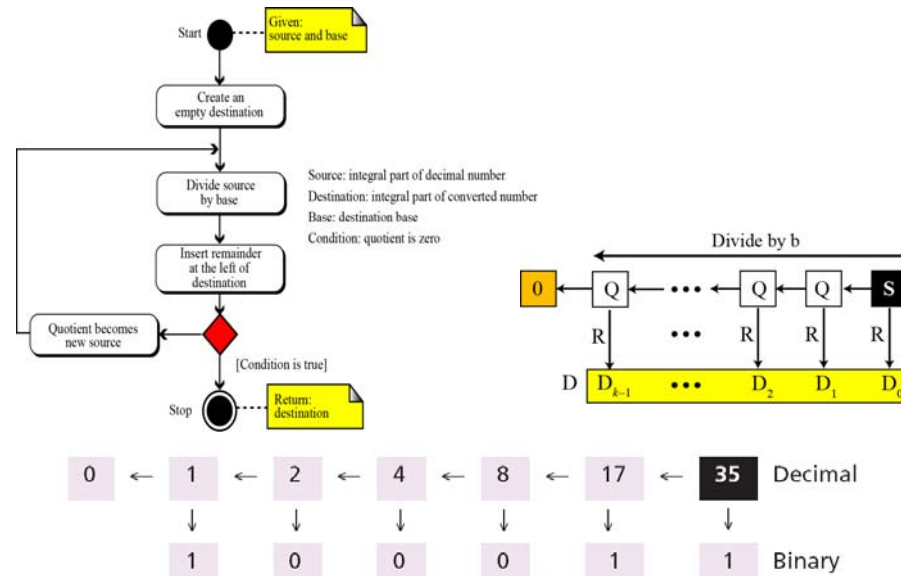 Start
Given:
source and base
Create an
empty destination
Divide source
by base
Source: integral part of decimal number
Destination: integral part of converted number
Base: destination base
Condition: quotient is zero
Insert remainder
at the left of
destination
Quotient becomes
new source
[Condition is true]
Stop
Return:
destination
Divide by b
0 Q ••• Q Q S
R ••• R R R
D Dₖ₋₁ ••• D₂ D₁ D₀
0 ← 1 ← 2 ← 4 ← 8 ← 17 ← 35 Decimal
↓ ↓ ↓ ↓ ↓ ↓
1 0 0 0 1 1 Binary